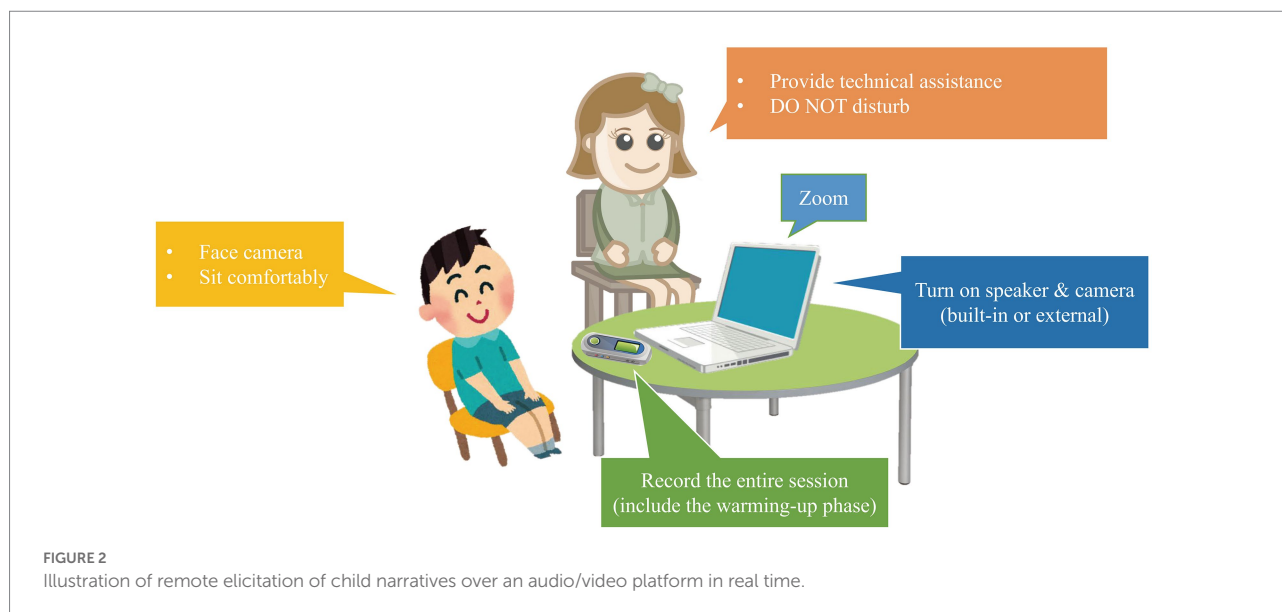 • Provide technical assistance
• DO NOT disturb
Zoom
• Face camera
• Sit comfortably
Turn on speaker & camera
(built-in or external)
Record the entire session
(include the warming-up phase)
FIGURE 2
Illustration of remote elicitation of child narratives over an audio/video platform in real time.